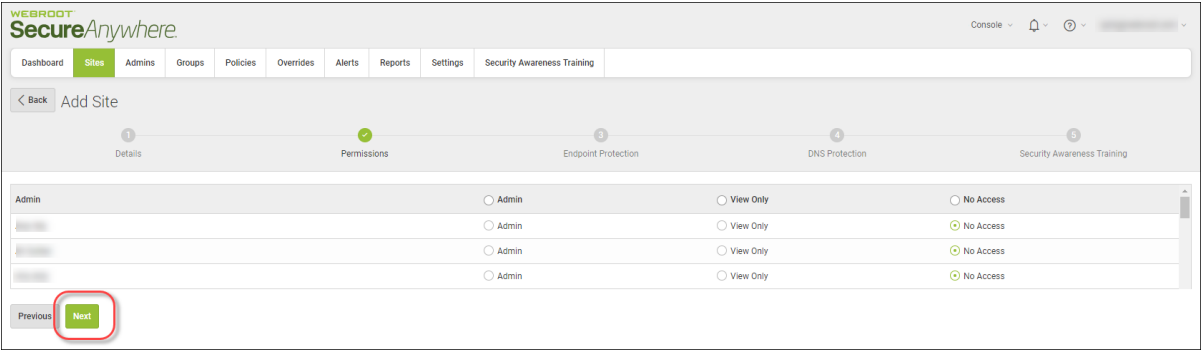 WEBROOT
SecureAnywhere
Console
Dashboard Sites Admins Groups Policies Overrides Alerts Reports Settings Security Awareness Training
Back Add Site
1 3 4 5
Details Permissions Endpoint Protection DNS Protection Security Awareness Training
Admin Admin View Only No Access
Admin View Only No Access
Admin View Only No Access
Admin View Only No Access
Previous Next